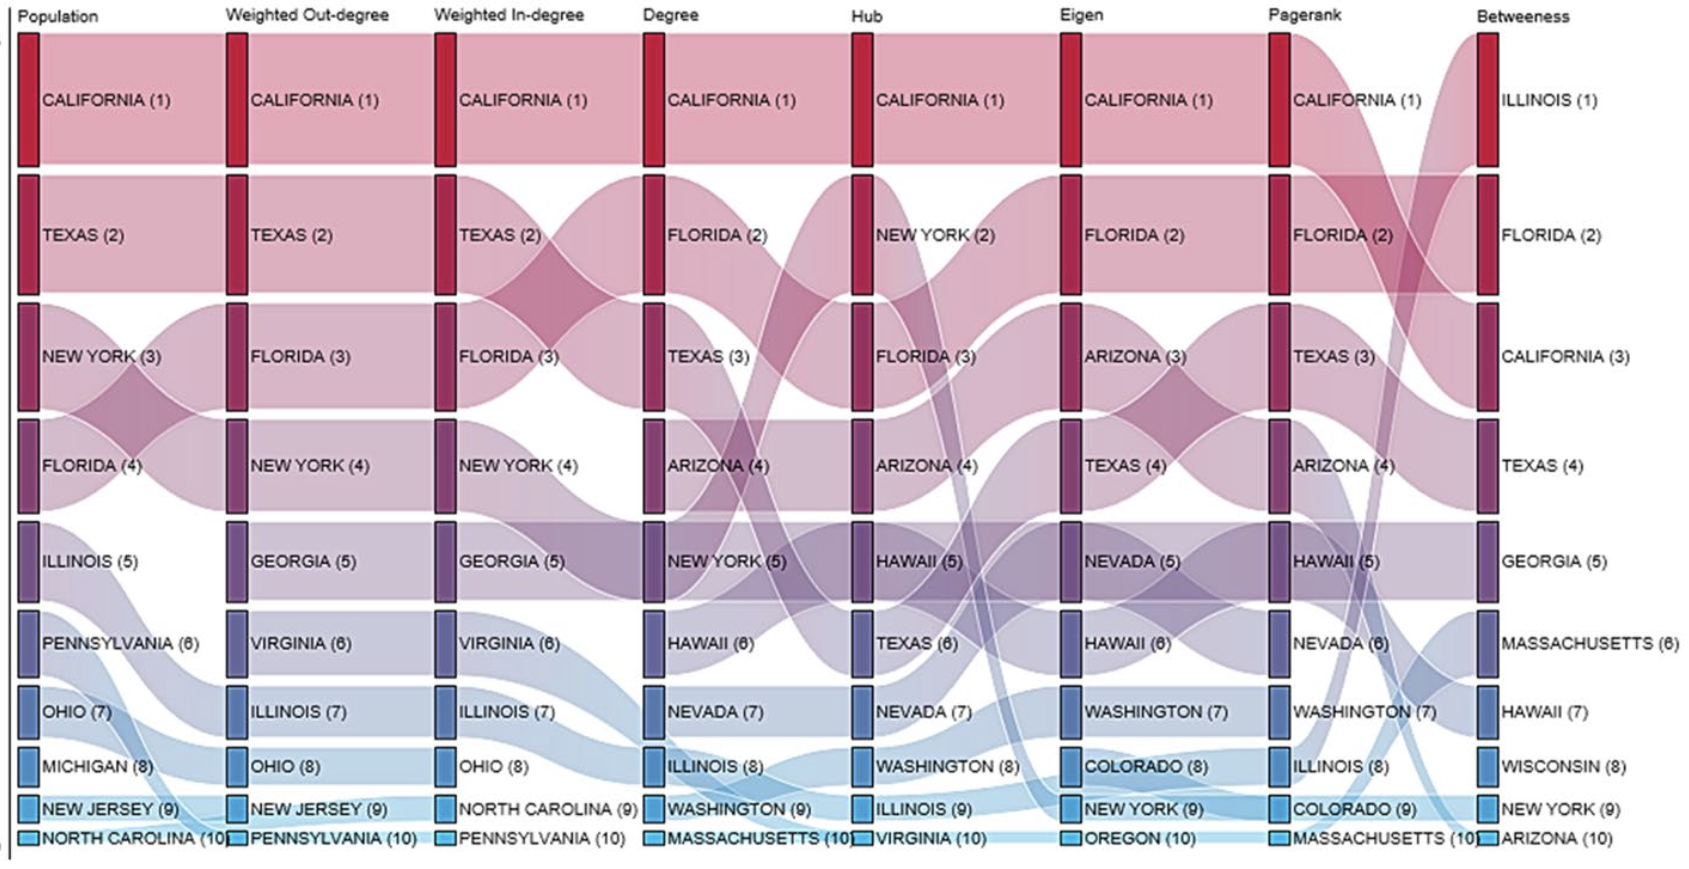 Population Weighted Out-degree Weighted In-degree Degree Hub Eigen Pagerank Betweeness
CALIFORNIA (1) CALIFORNIA (1) CALIFORNIA (1) CALIFORNIA (1) CALIFORNIA (1) CALIFORNIA (1) CALIFORNIA (1) ILLINOIS (1)
TEXAS (2) TEXAS (2) TEXAS (2) FLORIDA (2) NEW YORK (2) FLORIDA (2) FLORIDA (2) FLORIDA (2)
NEW YORK (3) FLORIDA (3) FLORIDA (3) TEXAS (3) FLORIDA (3) ARIZONA (3) TEXAS (3) CALIFORNIA (3)
FLORIDA (4) NEW YORK (4) NEW YORK (4) ARIZONA (4) ARIZONA (4) TEXAS (4) ARIZONA (4) TEXAS (4)
ILLINOIS (5) GEORGIA (5) GEORGIA (5) NEW YORK (5) HAWAII (5) NEVADA (5) HAWAII (5) GEORGIA (5)
PENNSYLVANIA (6) VIRGINIA (6) VIRGINIA (6) HAWAII (6) TEXAS (6) HAWAII (6) NEVADA (6) MASSACHUSETTS (6)
OHIO (7) ILLINOIS (7) ILLINOIS (7) NEVADA (7) NEVADA (7) WASHINGTON (7) WASHINGTON (7) HAWAII (7)
MICHIGAN (8) OHIO (8) OHIO (8) ILLINOIS (8) WASHINGTON (8) COLORADO (8) ILLINOIS (8) WISCONSIN (8)
NEW JERSEY (9) NEW JERSEY (9) NORTH CAROLINA (9) WASHINGTON (9) ILLINOIS (9) NEW YORK (9) COLORADO (9) NEW YORK (9)
NORTH CAROLINA (10) PENNSYLVANIA (10) PENNSYLVANIA (10) MASSACHUSETTS (10) VIRGINIA (10) OREGON (10) MASSACHUSETTS (10) ARIZONA (10)